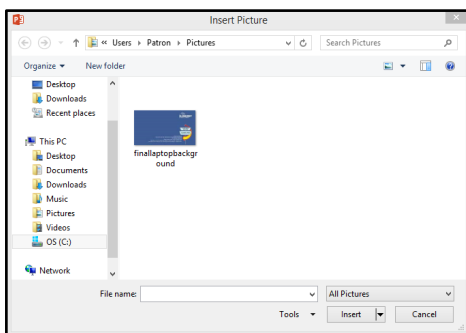 Insert Picture
« Users Patron Pictures
Search Pictures
Organize
New folder
Desktop
Downloads
Recent places
This PC
Desktop
Documents
Downloads
Music
Pictures
Videos
OS (C:)
Network
finallaptopbackgr
ound
File name:
All Pictures
Tools
Insert
Cancel